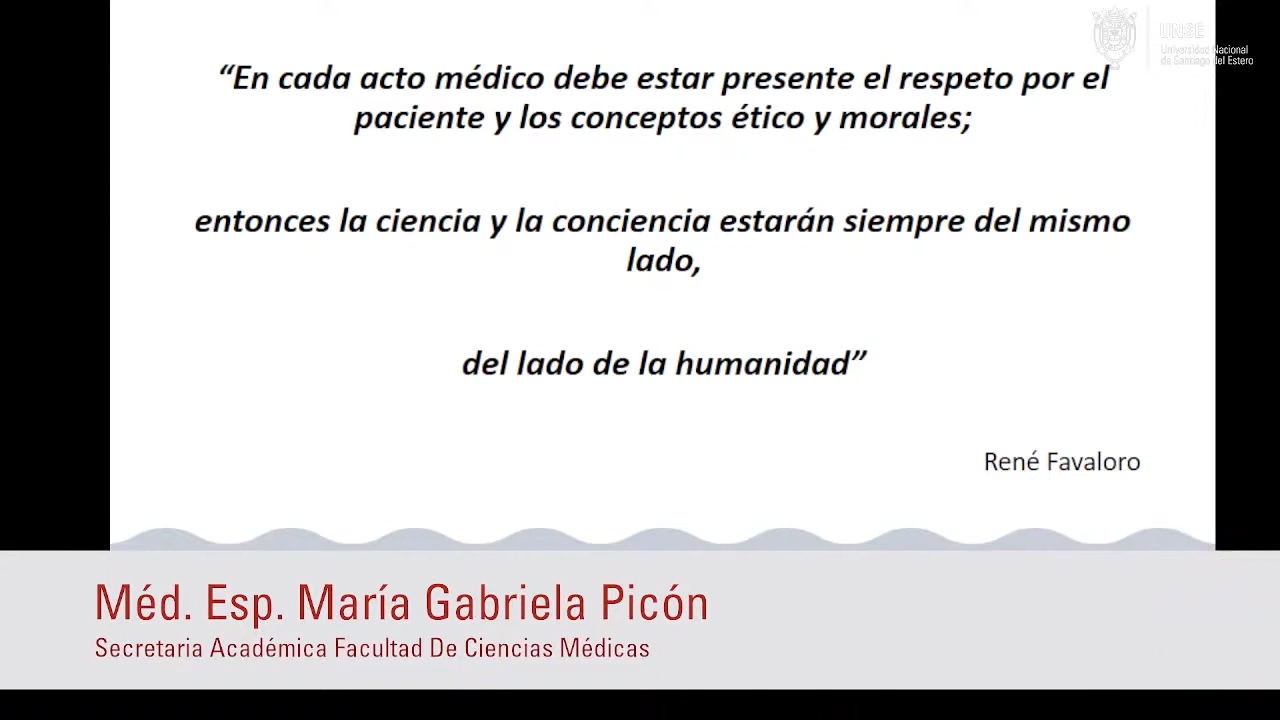 UNSE
Universidad Nacional
de Santiago del Estero
“En cada acto médico debe estar presente el respeto por el
paciente y los conceptos ético y morales;
entonces la ciencia y la conciencia estarán siempre del mismo
lado,
del lado de la humanidad”
René Favaloro
Méd. Esp. María Gabriela Picón
Secretaria Académica Facultad De Ciencias Médicas